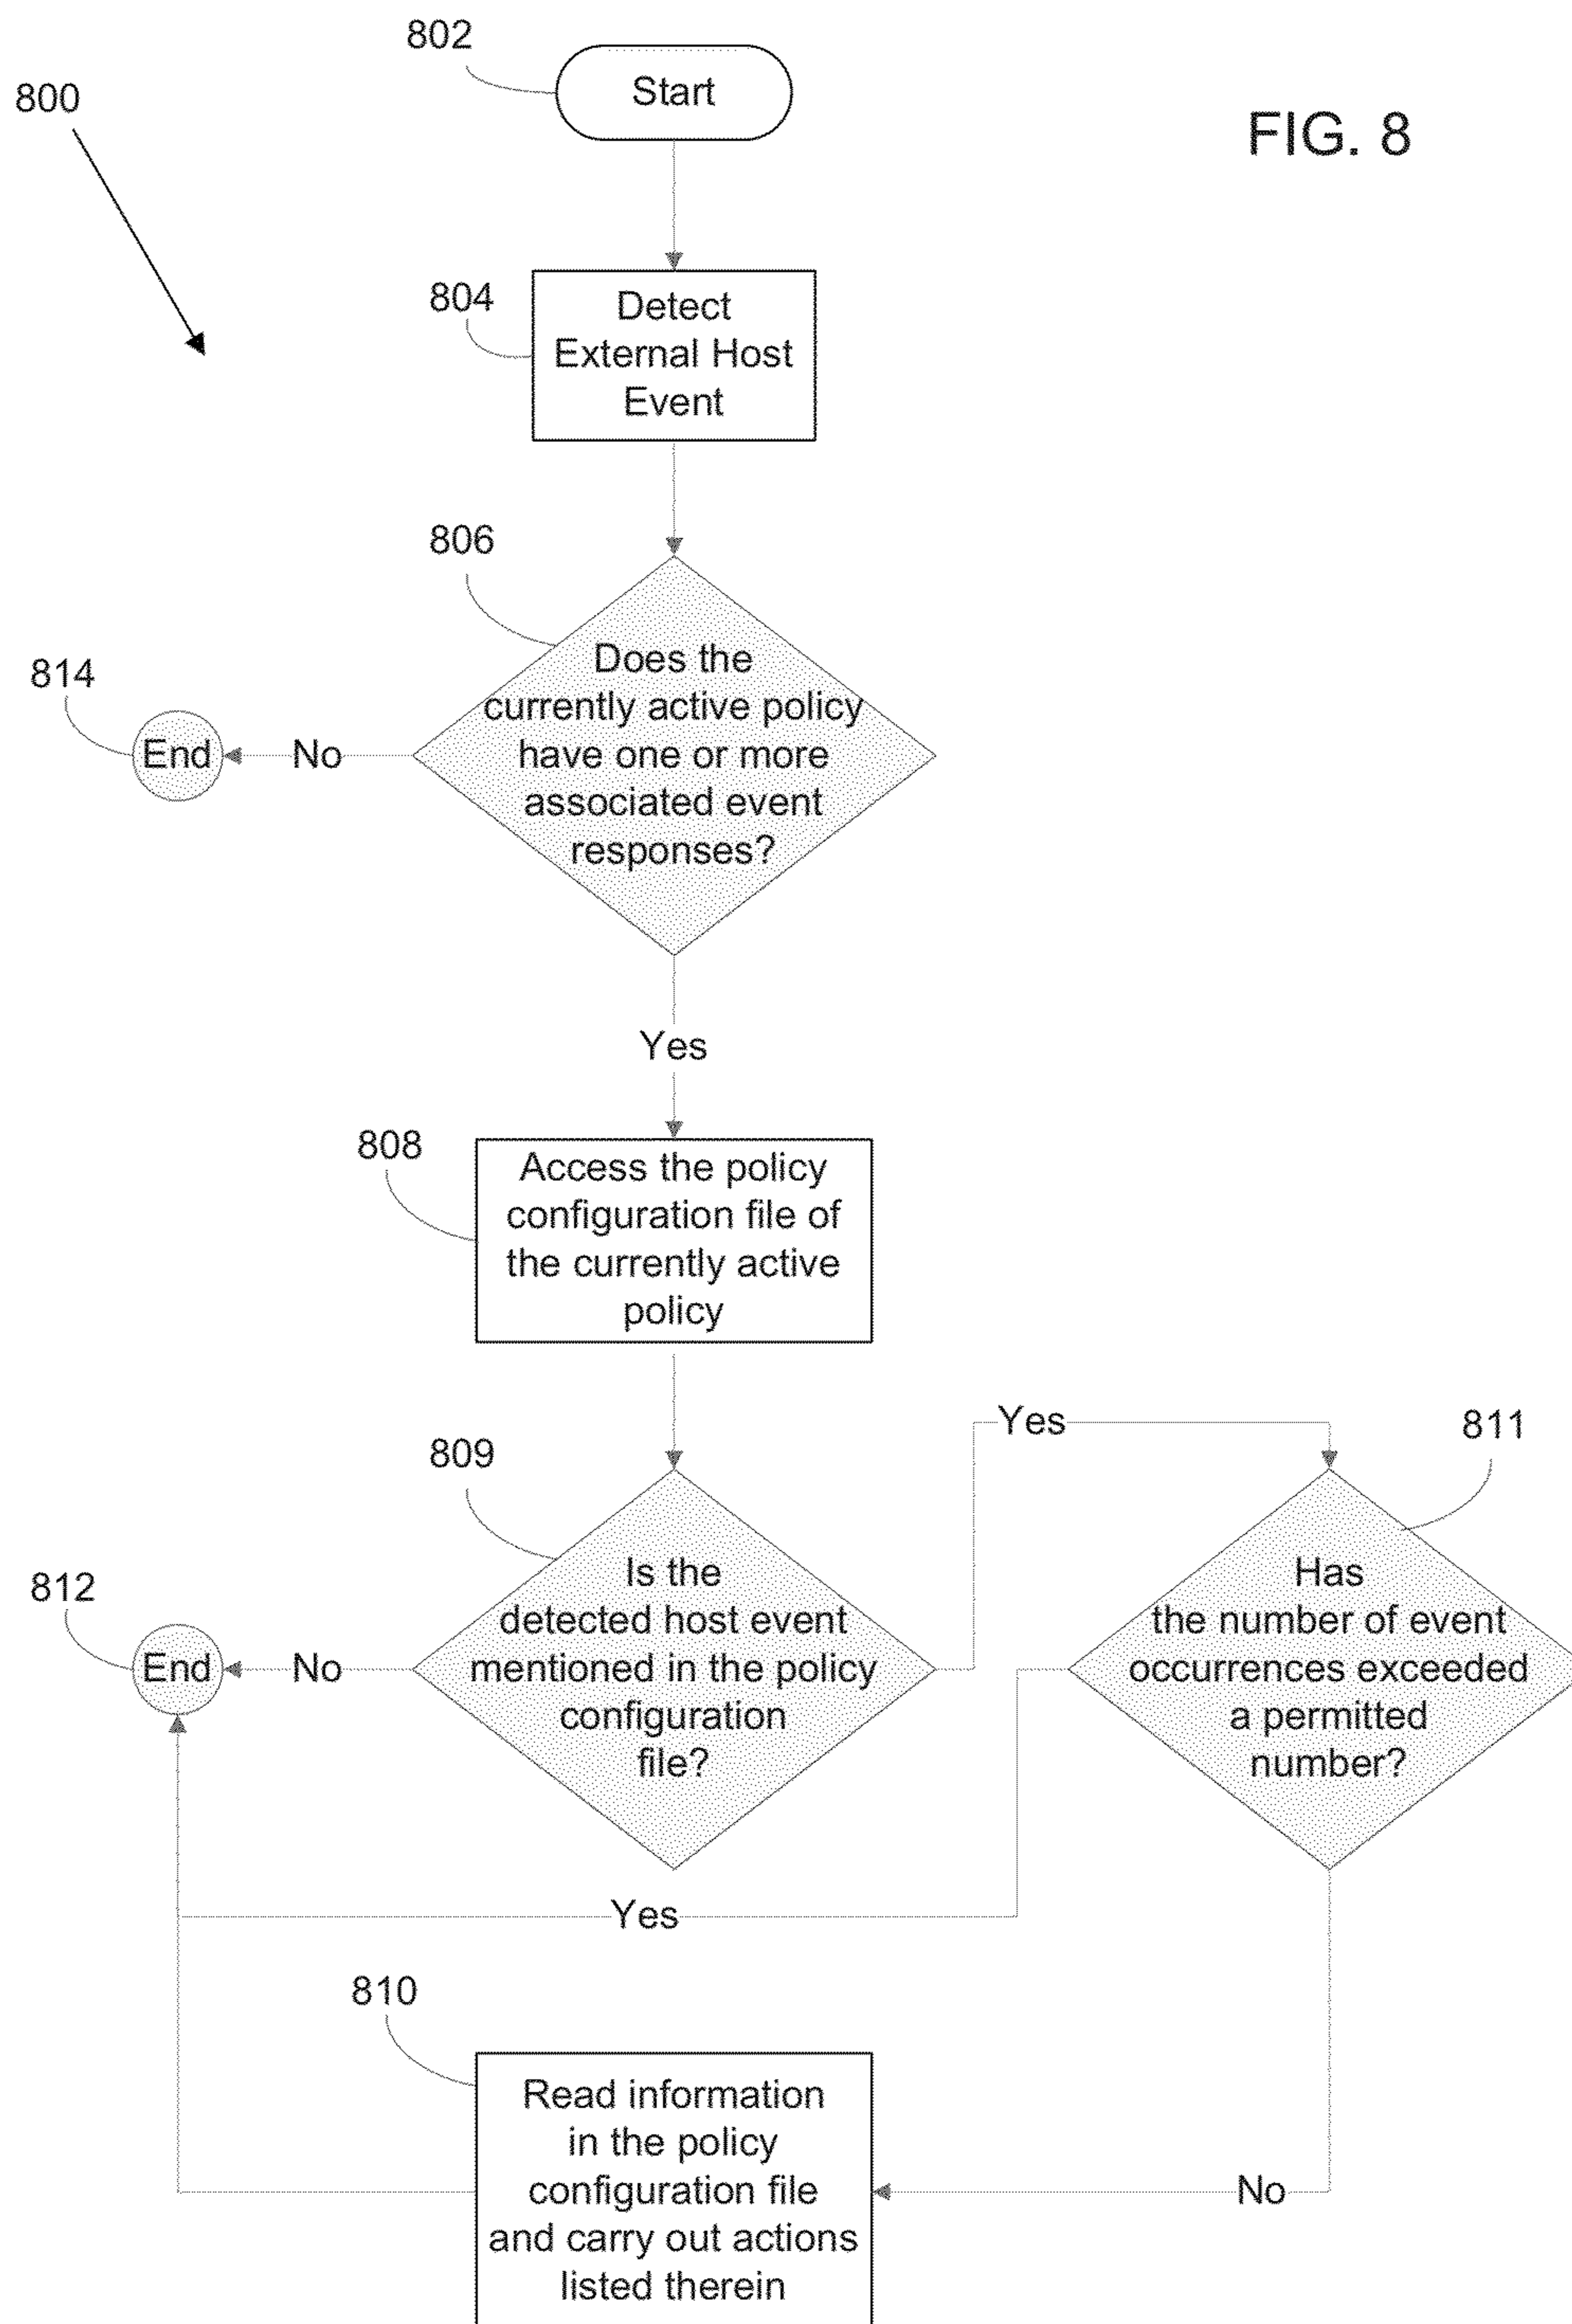 802
Start
800
FIG. 8
804
Detect
External Host
Event
806
Does the
currently active policy
have one or more
associated event
responses?
814
End
No
Yes
808
Access the policy
configuration file of
the currently active
policy
Yes
811
809
Is the
detected host event
mentioned in the policy
configuration
file?
Has
the number of event
occurrences exceeded
a permitted
number?
812
End
No
Yes
810
Read information
in the policy
configuration file
and carry out actions
listed therein
No